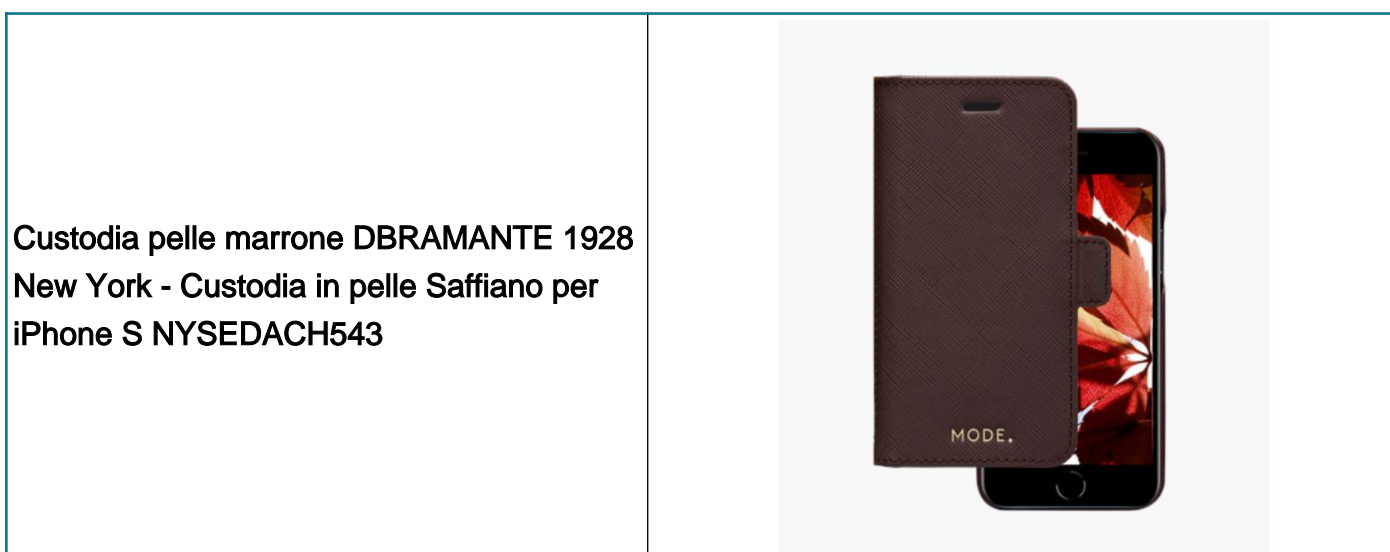 Custodia pelle marrone DBRAMANTE 1928
New York - Custodia in pelle Saffiano per
iPhone S NYSEDACH543
MODE.